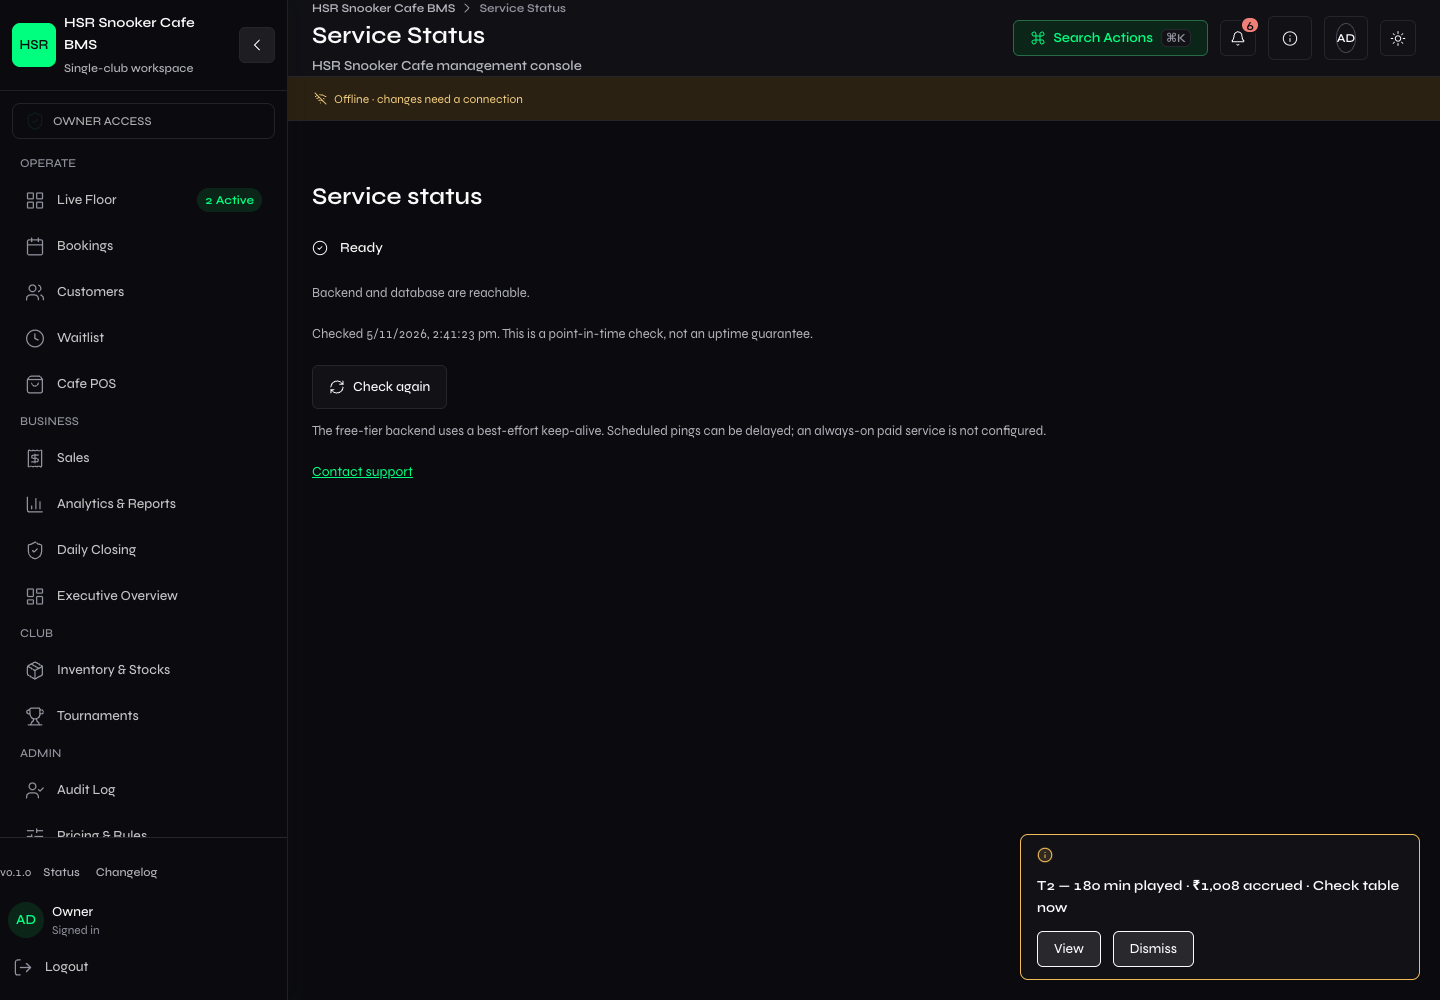 HSR
HSR Snooker Cafe
BMS
Single-club workspace
OWNER ACCESS
OPERATE
Live Floor
2 Active
Bookings
Customers
Waitlist
Cafe POS
BUSINESS
Sales
Analytics & Reports
Daily Closing
Executive Overview
CLUB
Inventory & Stocks
Tournaments
ADMIN
Audit Log
Pricing & Rules
v0.1.0 Status Changelog
AD
Owner
Signed in
Logout
HSR Snooker Cafe BMS > Service Status
Service Status
HSR Snooker Cafe management console
Search Actions ⌘K
6
AD
Offline · changes need a connection
Service status
Ready
Backend and database are reachable.
Checked 5/11/2026, 2:41:23 pm. This is a point-in-time check, not an uptime guarantee.
Check again
The free-tier backend uses a best-effort keep-alive. Scheduled pings can be delayed; an always-on paid service is not configured.
Contact support
T2 — 180 min played · ₹1,008 accrued · Check table
now
View
Dismiss